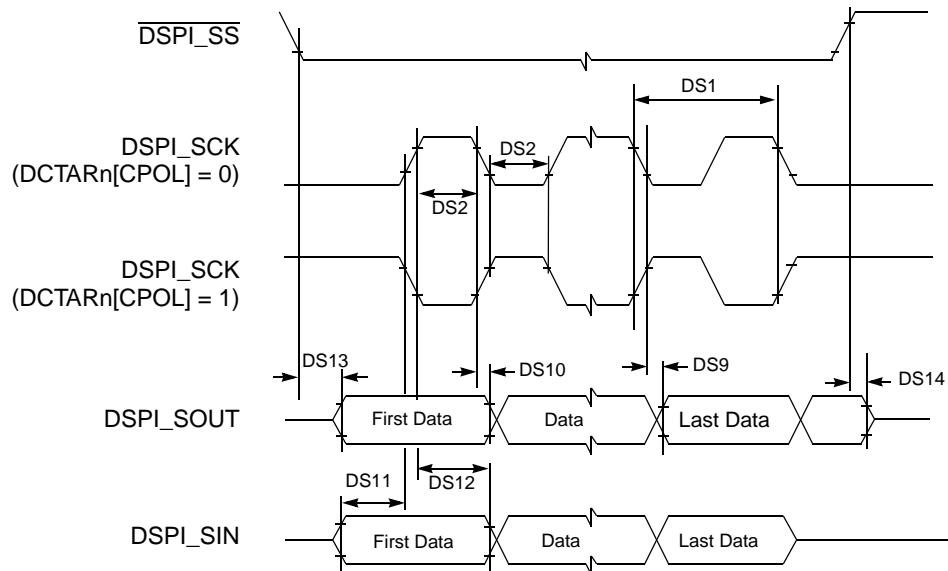 DSPI_SS
DS1
DSPI_SCK
(DCTARn[CPOL] = 0)
DS2
DS2
DSPI_SCK
(DCTARn[CPOL] = 1)
DS13
DS10
DS9
DS14
DSPI_SOUT
First Data
Data
Last Data
DS11
DS12
DSPI_SIN
First Data
Data
Last Data